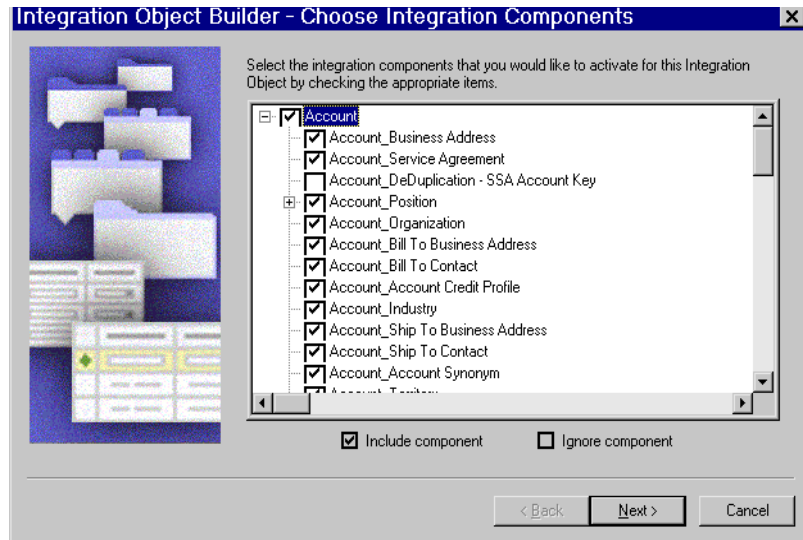 Integration Object Builder - Choose Integration Components
Select the integration components that you would like to activate for this Integration
Object by checking the appropriate items.
Account
Account_Business Address
Account_Service Agreement
Account_DeDuplication - SSA Account Key
Account_Position
Account_Organization
Account_Bill To Business Address
Account_Bill To Contact
Account_Account Credit Profile
Account_Industry
Account_Ship To Business Address
Account_Ship To Contact
Account_Account Synonym
Include component
Ignore component
< Back
Next >
Cancel